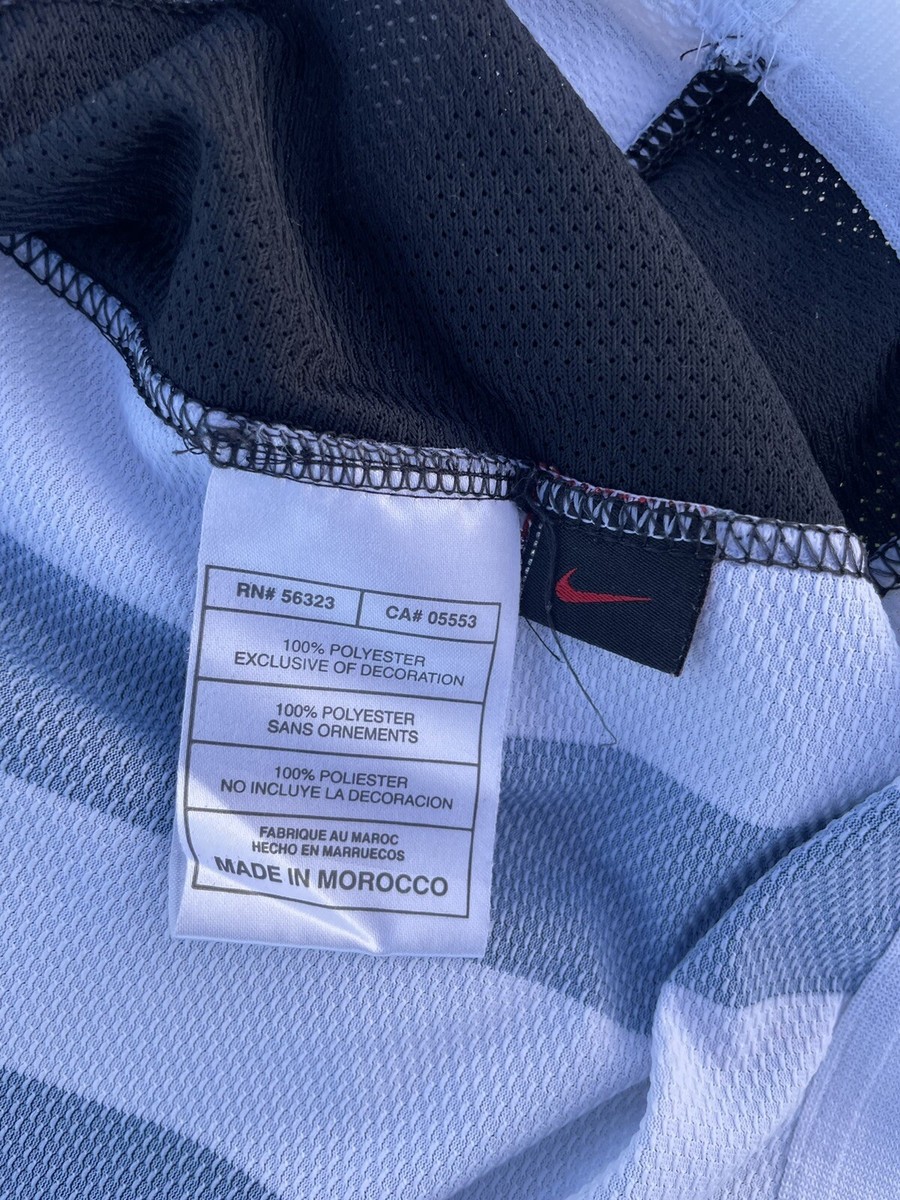 RN# 56323
CA# 05553
100% POLYESTER
EXCLUSIVE OF DECORATION
100% POLYESTER
SANS ORNEMENTS
100% POLIESTER
NO INCLUYE LA DECORACION
FABRIQUE AU MAROC
HECHO EN MARRUECOS
MADE IN MOROCCO